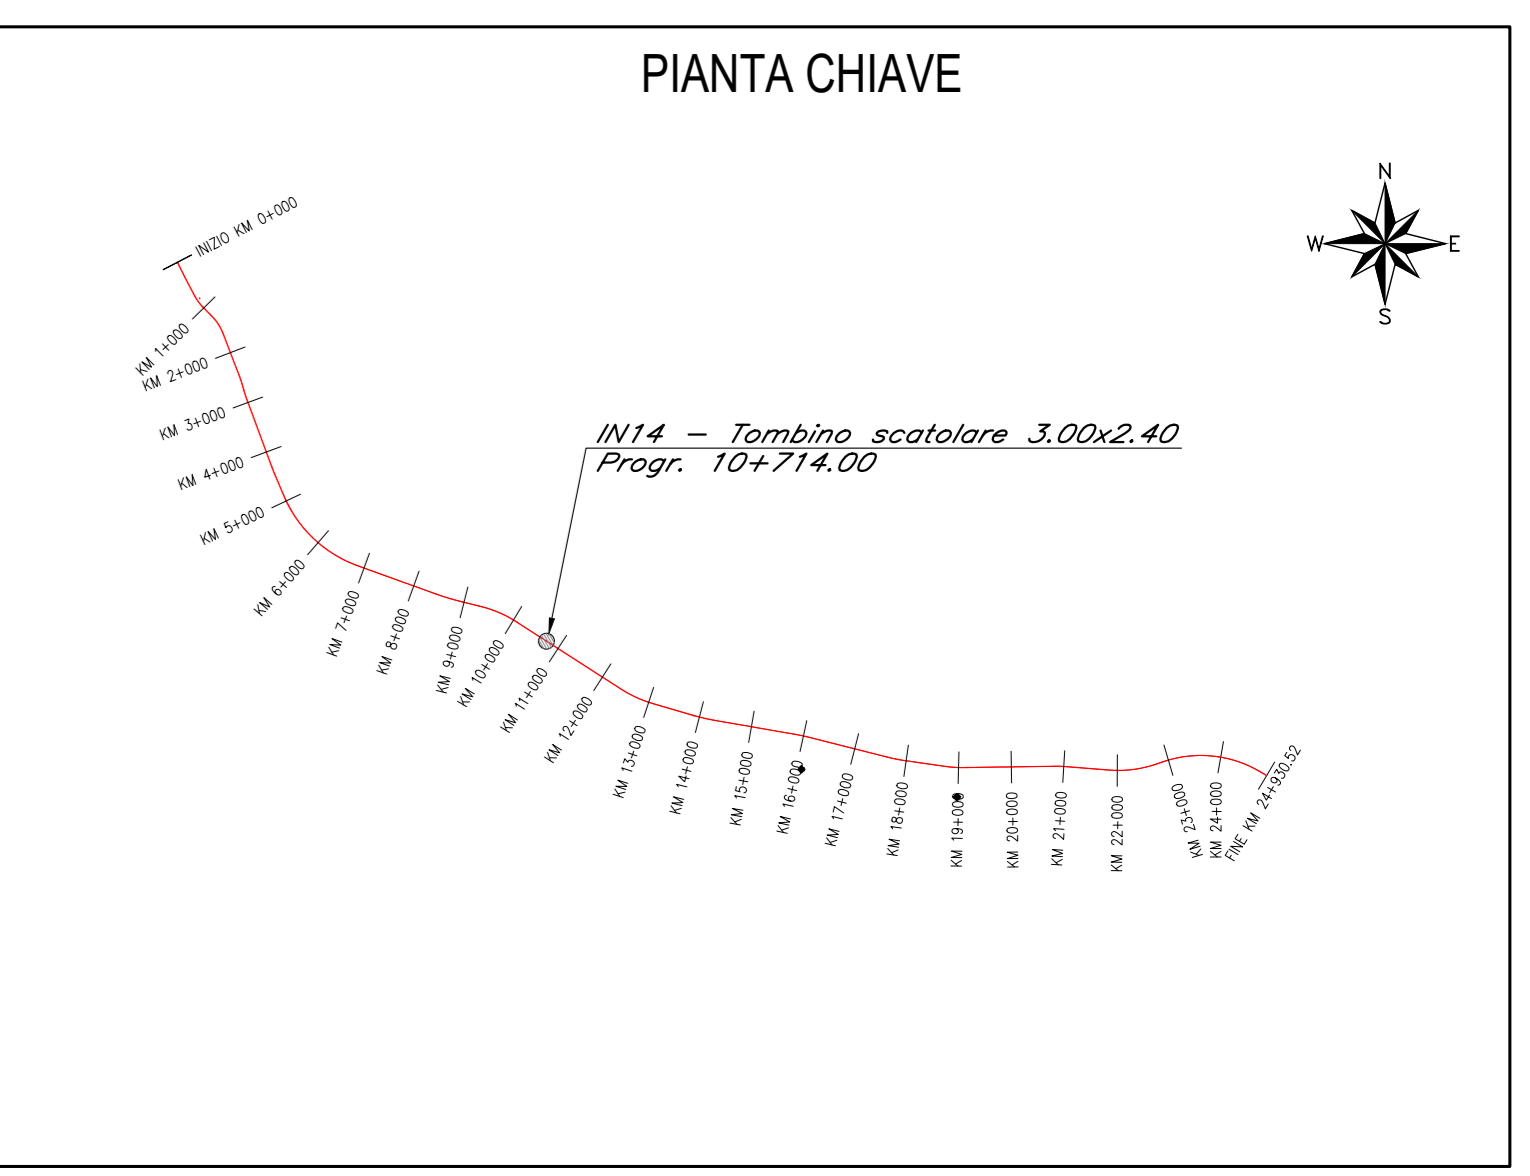 PIANTA CHIAVE
N
W
E
S
INIZIO KM 0+000
KM 1+000
KM 2+000
KM 3+000
KM 4+000
KM 5+000
KM 6+000
KM 7+000
KM 8+000
KM 9+000
KM 10+000
IN14 – Tombino scatolare 3.00x2.40
Progr. 10+714.00
KM 11+000
KM 12+000
KM 13+000
KM 14+000
KM 15+000
KM 16+000
KM 17+000
KM 18+000
KM 19+000
KM 20+000
KM 21+000
KM 22+000
KM 23+000
KM 24+000
FINE KM 24+930.52